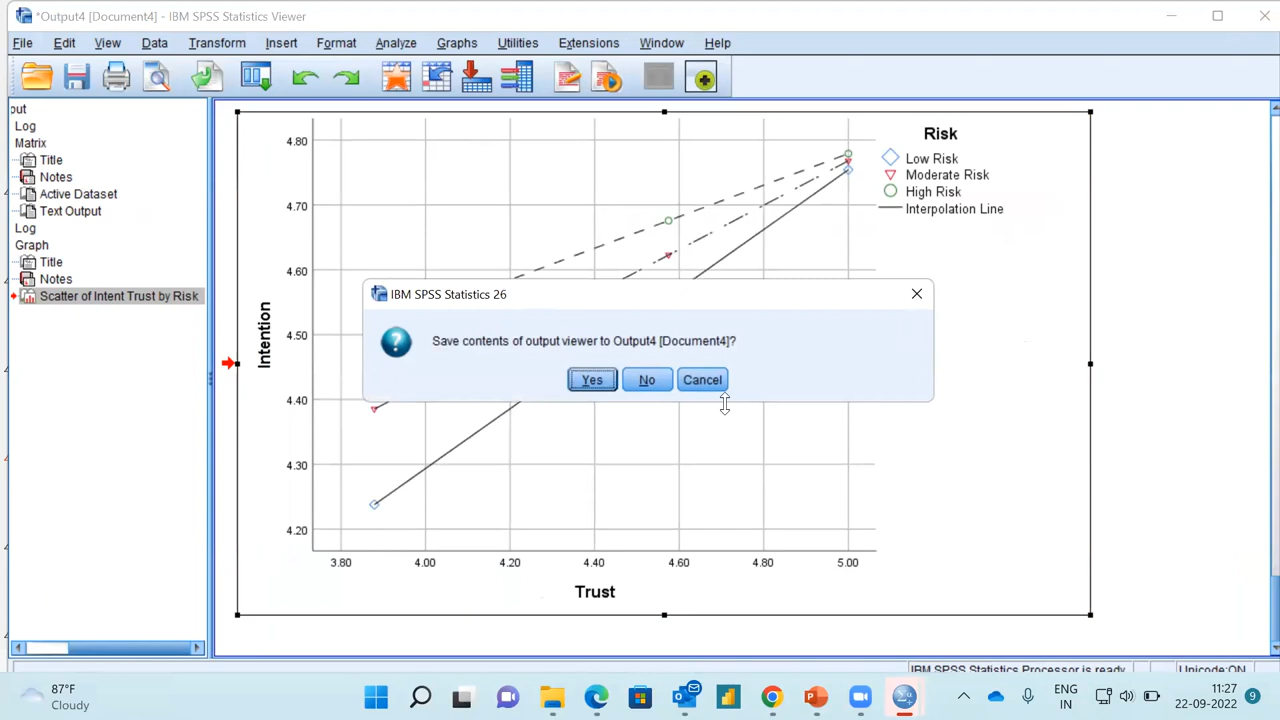 *Output4 [Document4] - IBM SPSS Statistics Viewer
File Edit View Data Transform Insert Format Analyze Graphs Utilities Extensions Window Help
put
Log
Matrix
Title
Notes
Active Dataset
Text Output
Log
Graph
Title
Notes
Scatter of Intent Trust by Risk
4.80
4.70
4.60
4.50
4.40
4.30
4.20
Intention
3.80 4.00 4.20 4.40 4.60 4.80 5.00
Trust
Risk
Low Risk
Moderate Risk
High Risk
Interpolation Line
IBM SPSS Statistics 26
Save contents of output viewer to Output4 [Document4]?
Yes No Cancel
IBM SPSS Statistics Processor is ready Unicode:ON
87°F
Cloudy
ENG
IN
11:27
22-09-2022
9